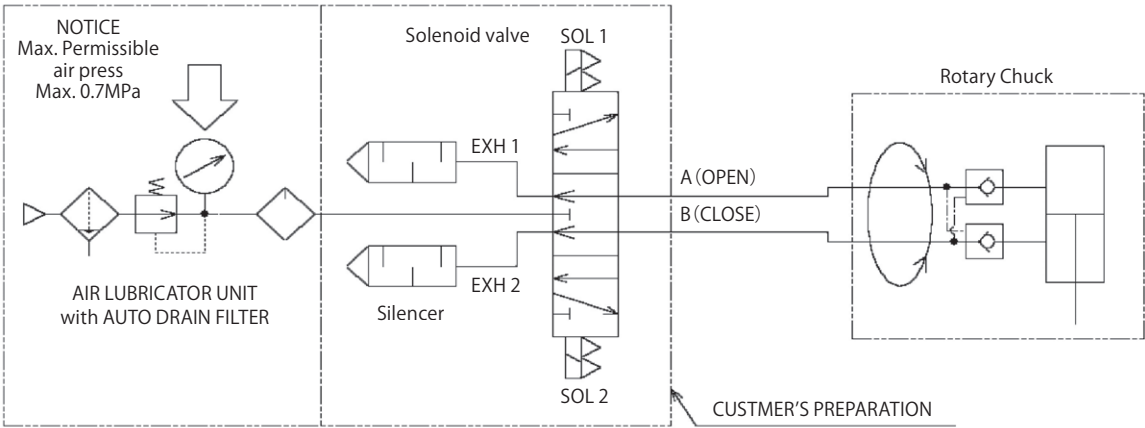 NOTICE
Max. Permissible
air press
Max. 0.7MPa
AIR LUBRICATOR UNIT
with AUTO DRAIN FILTER
Solenoid valve
SOL 1
EXH 1
EXH 2
Silencer
SOL 2
A (OPEN)
B (CLOSE)
Rotary Chuck
CUSTMER'S PREPARATION